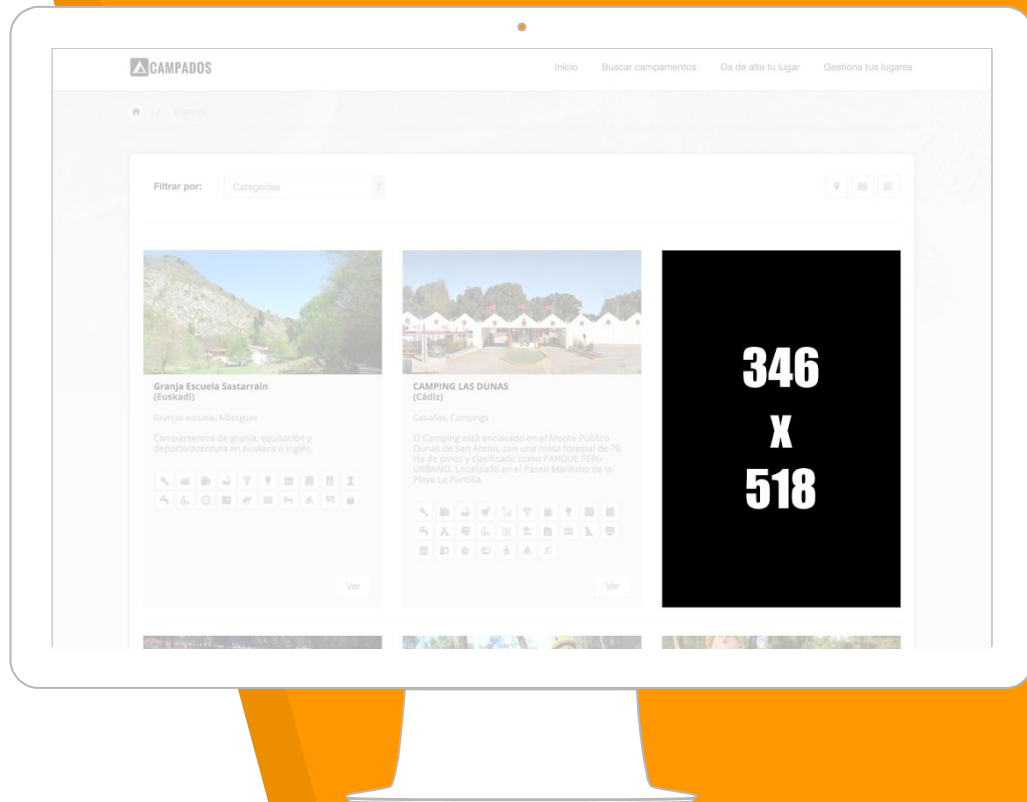 CAMPADOS
Inicio Buscar campamentos Da de alta tu lugar Gestiona tus lugares
/ España
Filtrar por: Categorías
Granja Escuela Sastarrain
(Euskadi)
Granjas escuela, Albergues
Campamentos de granja, equitación y
deporte/aventura en euskera o inglés.
Ver
CAMPING LAS DUNAS
(Cádiz)
Cabañas, Campings
El Camping está enclavado en el Monte Público
Dunas de San Antón, con una masa forestal de 70
Ha de pinos y clasificado como PARQUE PERI-
URBANO. Localizado en el Paseo Marítimo de la
Playa La Puntilla.
Ver
346
X
518